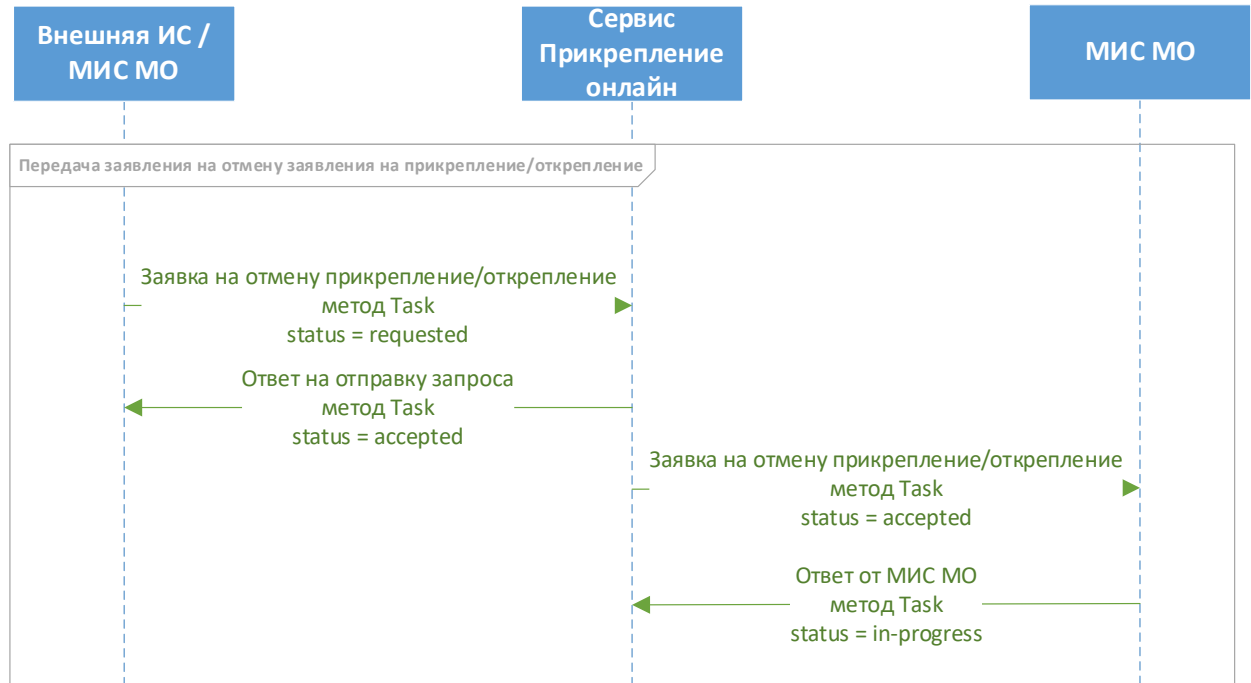 Внешняя ИС /
МИС МО
Сервис
Прикрепление
онлайн
МИС МО
Передача заявления на отмену заявления на прикрепление/открепление
Заявка на отмену прикрепление/открепление
метод Task
status = requested
Ответ на отправку запроса
метод Task
status = accepted
Заявка на отмену прикрепление/открепление
метод Task
status = accepted
Ответ от МИС МО
метод Task
status = in-progress